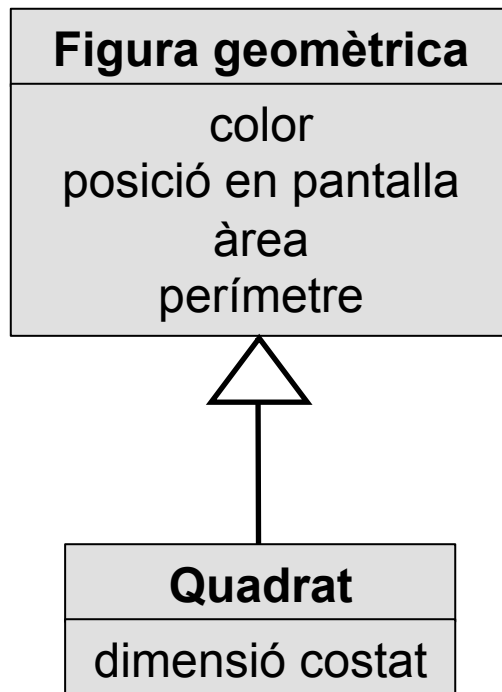 Figura geomètrica
color
posició en pantalla
àrea
perímetre
Quadrat
dimensió costat